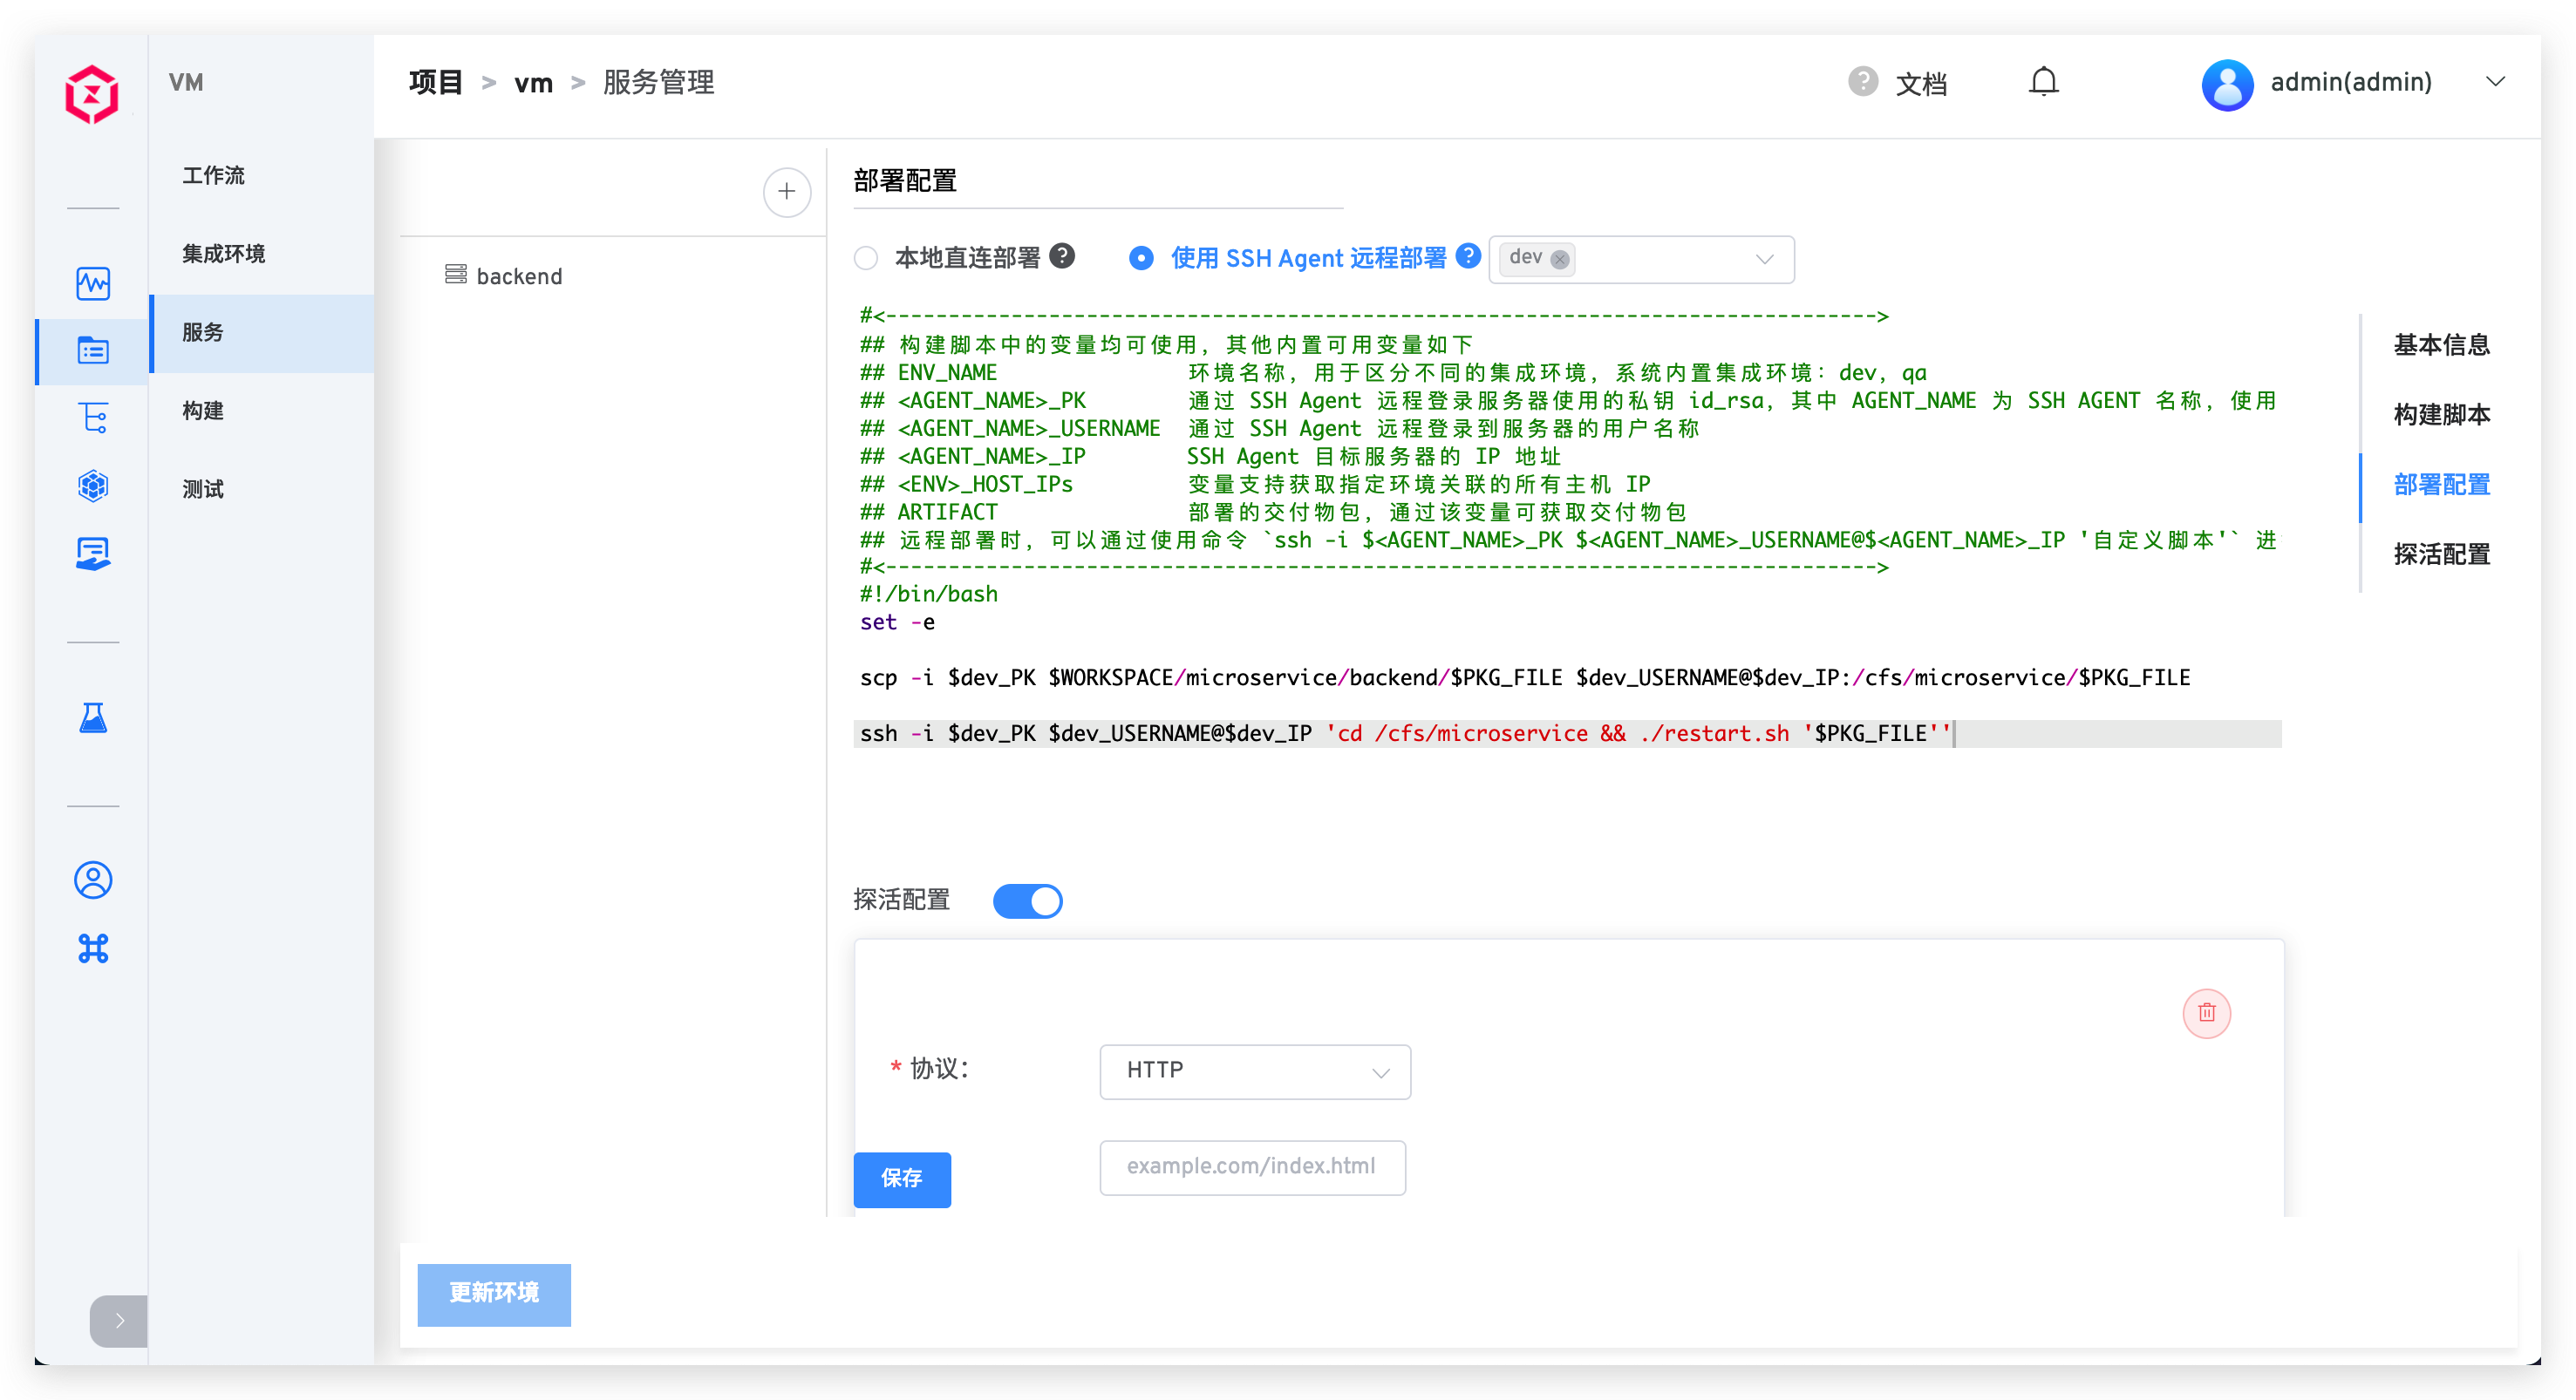 VM
项目 > vm > 服务管理
文档
admin(admin)
工作流
集成环境
服务
构建
测试
backend
部署配置
本地直连部署 ?
使用 SSH Agent 远程部署 ?
dev
#<------------------------------------------------------------------------------->
## 构建脚本中的变量均可使用，其他内置可用变量如下
## ENV_NAME 环境名称，用于区分不同的集成环境，系统内置集成环境：dev，qa
## <AGENT_NAME>_PK 通过 SSH Agent 远程登录服务器使用的私钥 id_rsa，其中 AGENT_NAME 为 SSH AGENT 名称，使用
## <AGENT_NAME>_USERNAME 通过 SSH Agent 远程登录到服务器的用户名称
## <AGENT_NAME>_IP SSH Agent 目标服务器的 IP 地址
## <ENV>_HOST_IPs 变量支持获取指定环境关联的所有主机 IP
## ARTIFACT 部署的交付物包，通过该变量可获取交付物包
## 远程部署时，可以通过使用命令 `ssh -i $<AGENT_NAME>_PK $<AGENT_NAME>_USERNAME@$<AGENT_NAME>_IP '自定义脚本'` 进
#<------------------------------------------------------------------------------->
#!/bin/bash
set -e
scp -i $dev_PK $WORKSPACE/microservice/backend/$PKG_FILE $dev_USERNAME@$dev_IP:/cfs/microservice/$PKG_FILE
ssh -i $dev_PK $dev_USERNAME@$dev_IP 'cd /cfs/microservice && ./restart.sh '$PKG_FILE''
基本信息
构建脚本
部署配置
探活配置
探活配置
* 协议：
HTTP
example.com/index.html
保存
更新环境